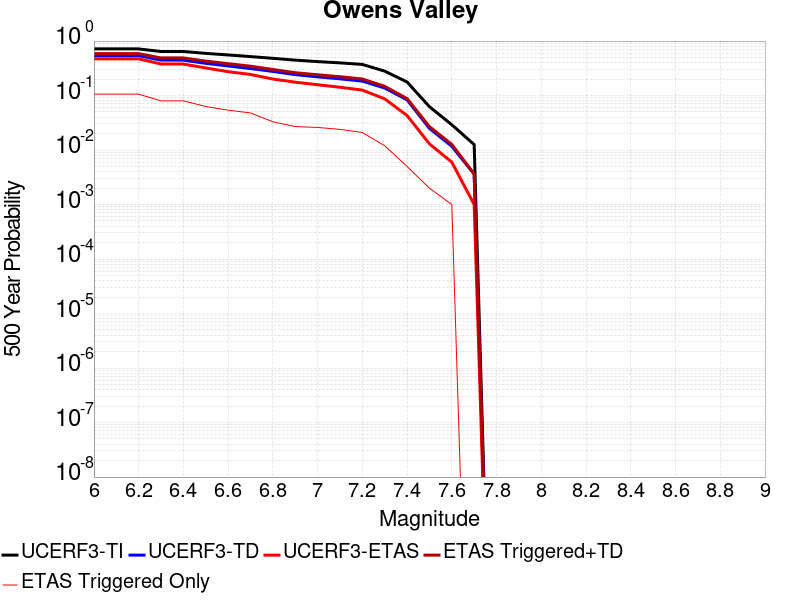 Owens Valley
10^0
10^-1
10^-2
10^-3
10^-4
10^-5
10^-6
10^-7
10^-8
500 Year Probability
6 6.2 6.4 6.6 6.8 7 7.2 7.4 7.6 7.8 8 8.2 8.4 8.6 8.8 9
Magnitude
UCERF3-TI UCERF3-TD UCERF3-ETAS ETAS Triggered+TD
ETAS Triggered Only